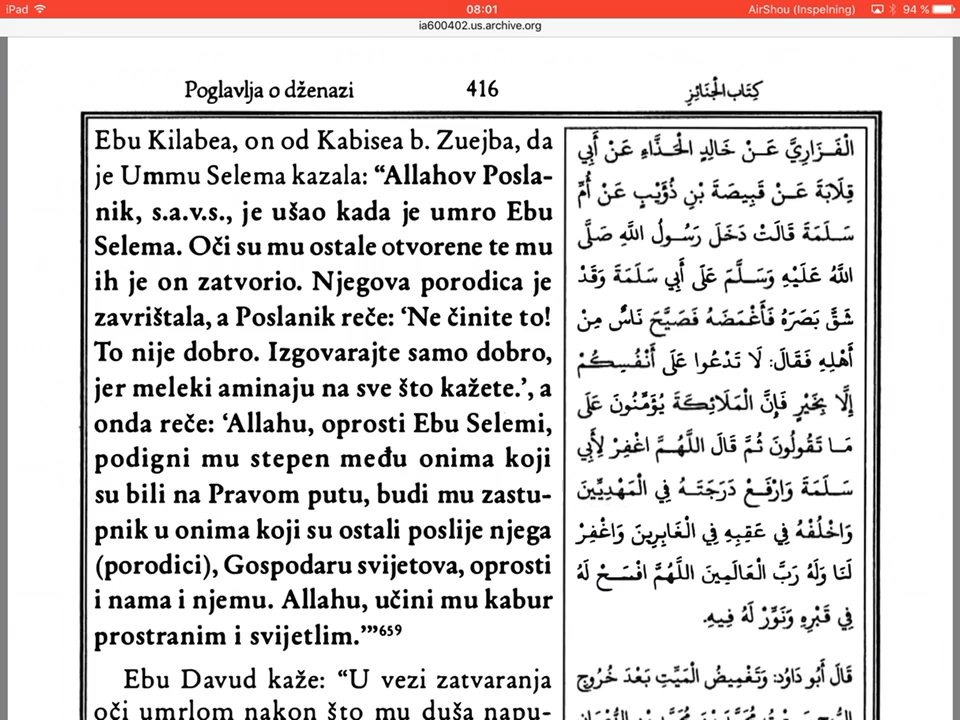 iPad 08:01 AirShou (Inspelning) 94 %
ia600402.us.archive.org
Poglavlja o dženazi 416 كِتَاب الْجَنَائِزِ
Ebu Kilabea, on od Kabisea b. Zuejba, da
je Ummu Selema kazala: “Allahov Posla-
nik, s.a.v.s., je ušao kada je umro Ebu
Selema. Oči su mu ostale otvorene te mu
ih je on zatvorio. Njegova porodica je
zavrištala, a Poslanik reče: ‘Ne činite to!
To nije dobro. Izgovarajte samo dobro,
jer meleki aminaju na sve što kažete.’, a
onda reče: ‘Allahu, oprosti Ebu Selemi,
podigni mu stepen među onima koji
su bili na Pravom putu, budi mu zastu-
pnik u onima koji su ostali poslije njega
(porodici), Gospodaru svijetova, oprosti
i nama i njemu. Allahu, učini mu kabur
prostranim i svijetlim.’”659
Ebu Davud kaže: “U vezi zatvaranja
oči umrlom nakon što mu duša napu-
الْفَزَارِيَّ عَنْ خَالِدٍ الْحَذَّاءِ عَنْ أَبِي
قِلَابَةَ عَنْ قَبِيصَةَ بْنِ ذُؤَيْبٍ عَنْ أُمِّ
سَلَمَةَ قَالَتْ دَخَلَ رَسُولُ اللَّهِ صَلَّى
اللَّهُ عَلَيْهِ وَسَلَّمَ عَلَى أَبِي سَلَمَةَ وَقَدْ
شَقَّ بَصَرَهُ فَأَغْمَضَهُ فَصَيَّحَ نَاسٌ مِنْ
أَهْلِهِ فَقَالَ: لَا تَدْعُوا عَلَى أَنْفُسِكُمْ
إِلَّا بِخَيْرٍ فَإِنَّ الْمَلَائِكَةَ يُؤَمِّنُونَ عَلَى
مَا تَقُولُونَ ثُمَّ قَالَ اللَّهُمَّ اغْفِرْ لِأَبِي
سَلَمَةَ وَارْفَعْ دَرَجَتَهُ فِي الْمَهْدِيِّينَ
وَاخْلُفْهُ فِي عَقِبِهِ فِي الْغَابِرِينَ وَاغْفِرْ
لَنَا وَلَهُ رَبَّ الْعَالَمِينَ اللَّهُمَّ افْسَحْ لَهُ
فِي قَبْرِهِ وَنَوِّرْ لَهُ فِيهِ.
قَالَ أَبُو دَاوُد: وَتَغْمِيضُ الْمَيِّتِ بَعْدَ خُرُوجِ